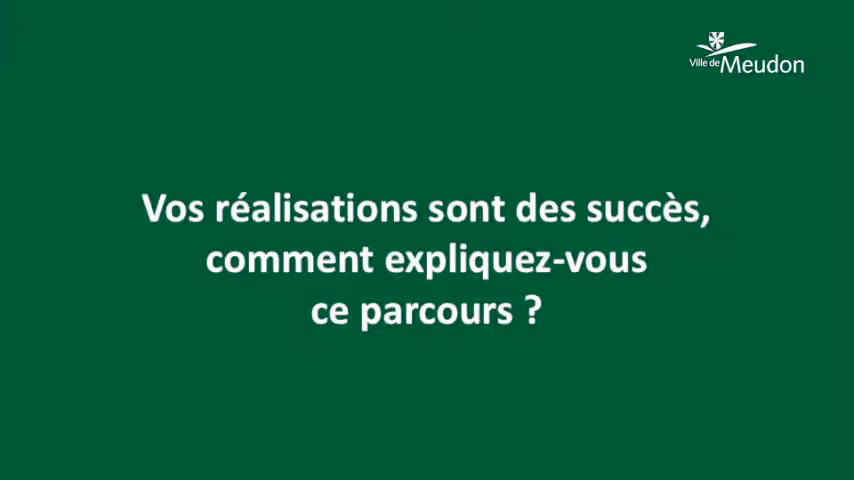 Ville de Meudon
Vos réalisations sont des succès,
comment expliquez-vous
ce parcours ?